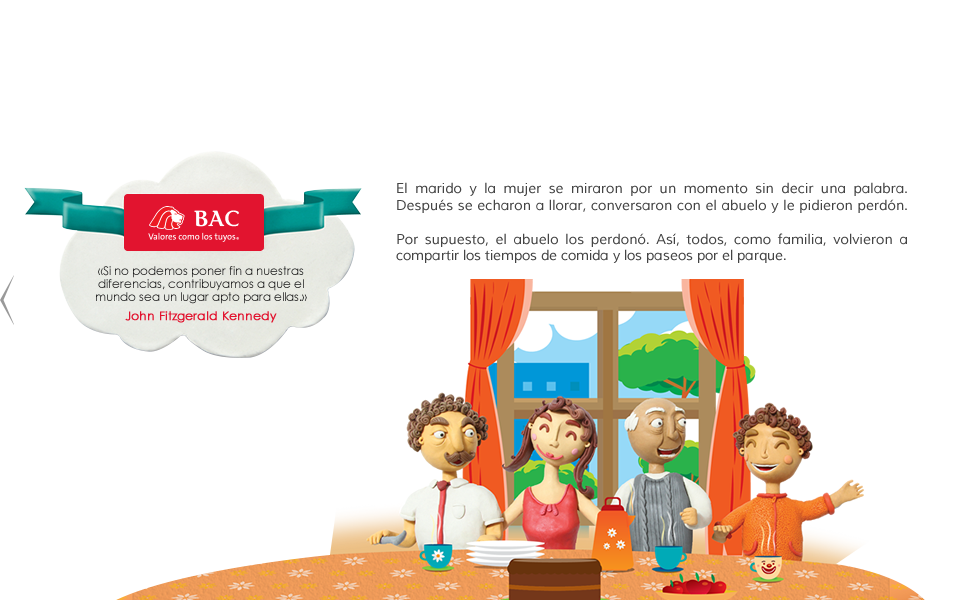 BAC
Valores como los tuyos®
«Si no podemos poner fin a nuestras
diferencias, contribuyamos a que el
mundo sea un lugar apto para ellas.»
John Fitzgerald Kennedy
El marido y la mujer se miraron por un momento sin decir una palabra.
Después se echaron a llorar, conversaron con el abuelo y le pidieron perdón.
Por supuesto, el abuelo los perdonó. Así, todos, como familia, volvieron a
compartir los tiempos de comida y los paseos por el parque.